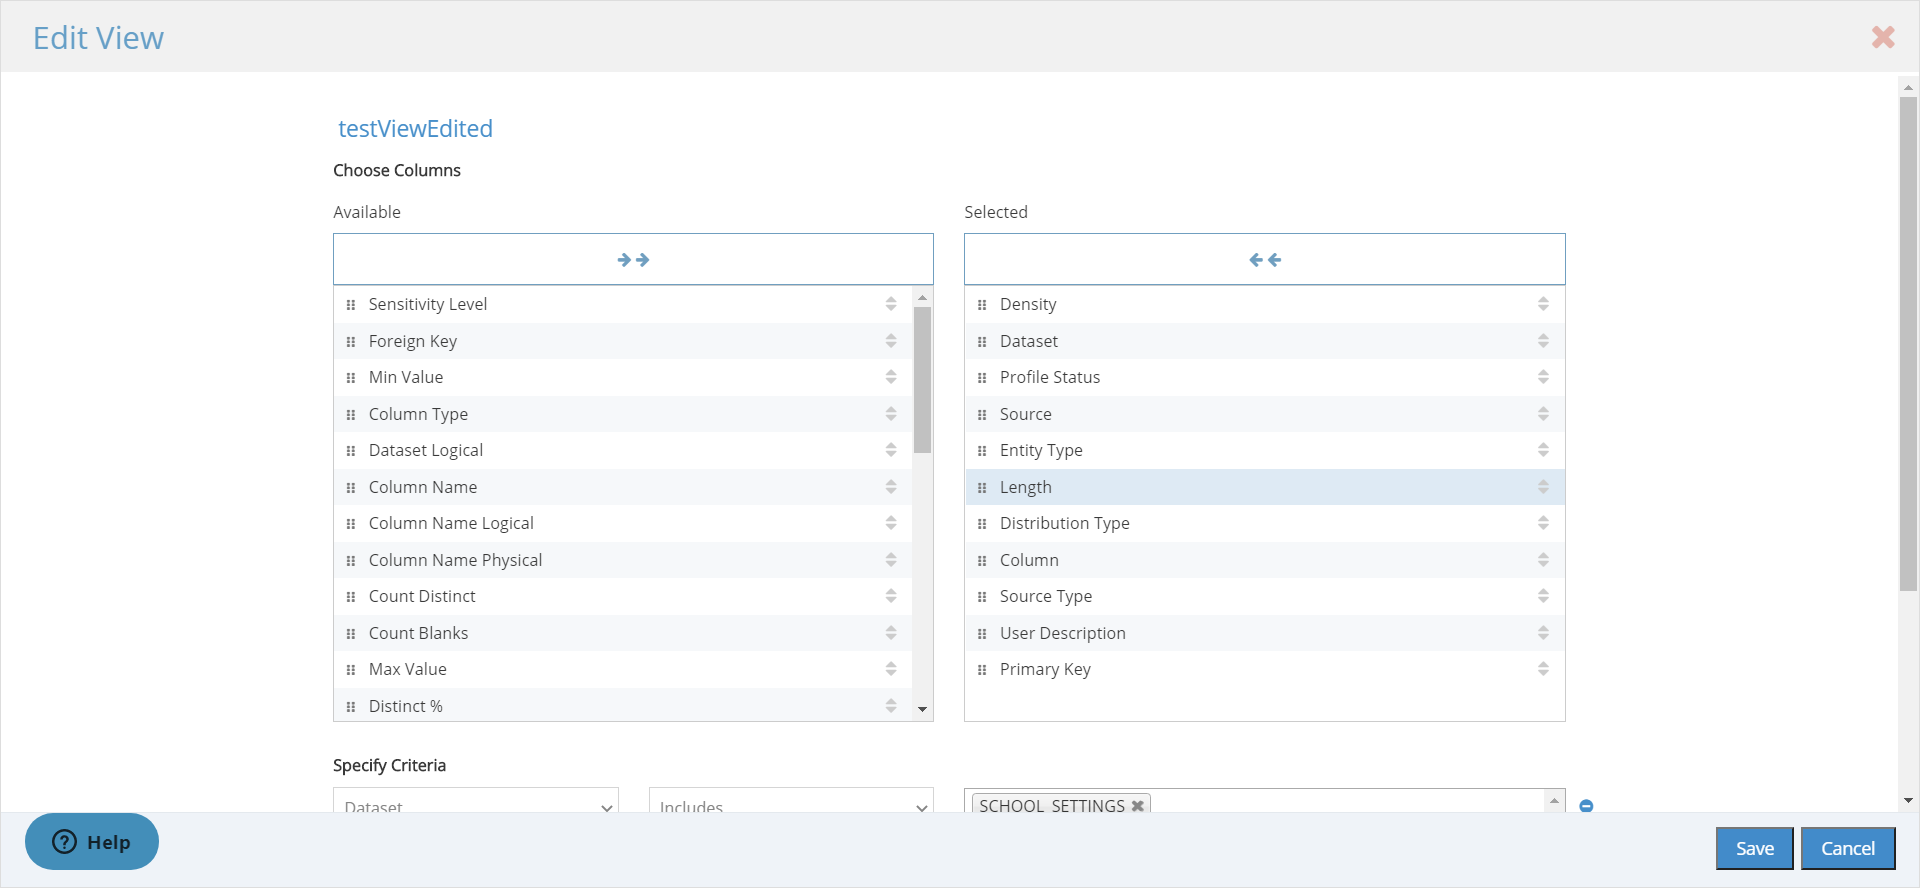 Edit View
testViewEdited
Choose Columns
Available
Selected
Sensitivity Level
Foreign Key
Min Value
Column Type
Dataset Logical
Column Name
Column Name Logical
Column Name Physical
Count Distinct
Count Blanks
Max Value
Distinct %
Density
Dataset
Profile Status
Source
Entity Type
Length
Distribution Type
Column
Source Type
User Description
Primary Key
Specify Criteria
Dataset
Includes
SCHOOL_SETTINGS
Help
Save
Cancel